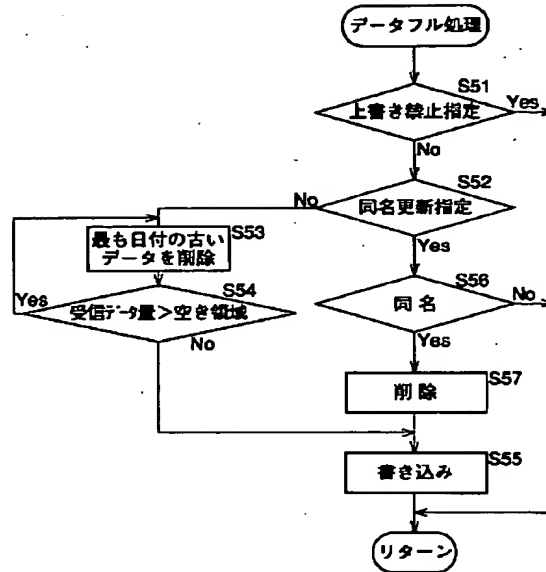 データフル処理
S51
上書き禁止指定
Yes
No
S52
No
同名更新指定
S53
最も日付の古い
データを削除
Yes
S56
Yes
S54
受信データ量>空き領域
同名
No
No
Yes
S57
削除
S55
書き込み
リターン